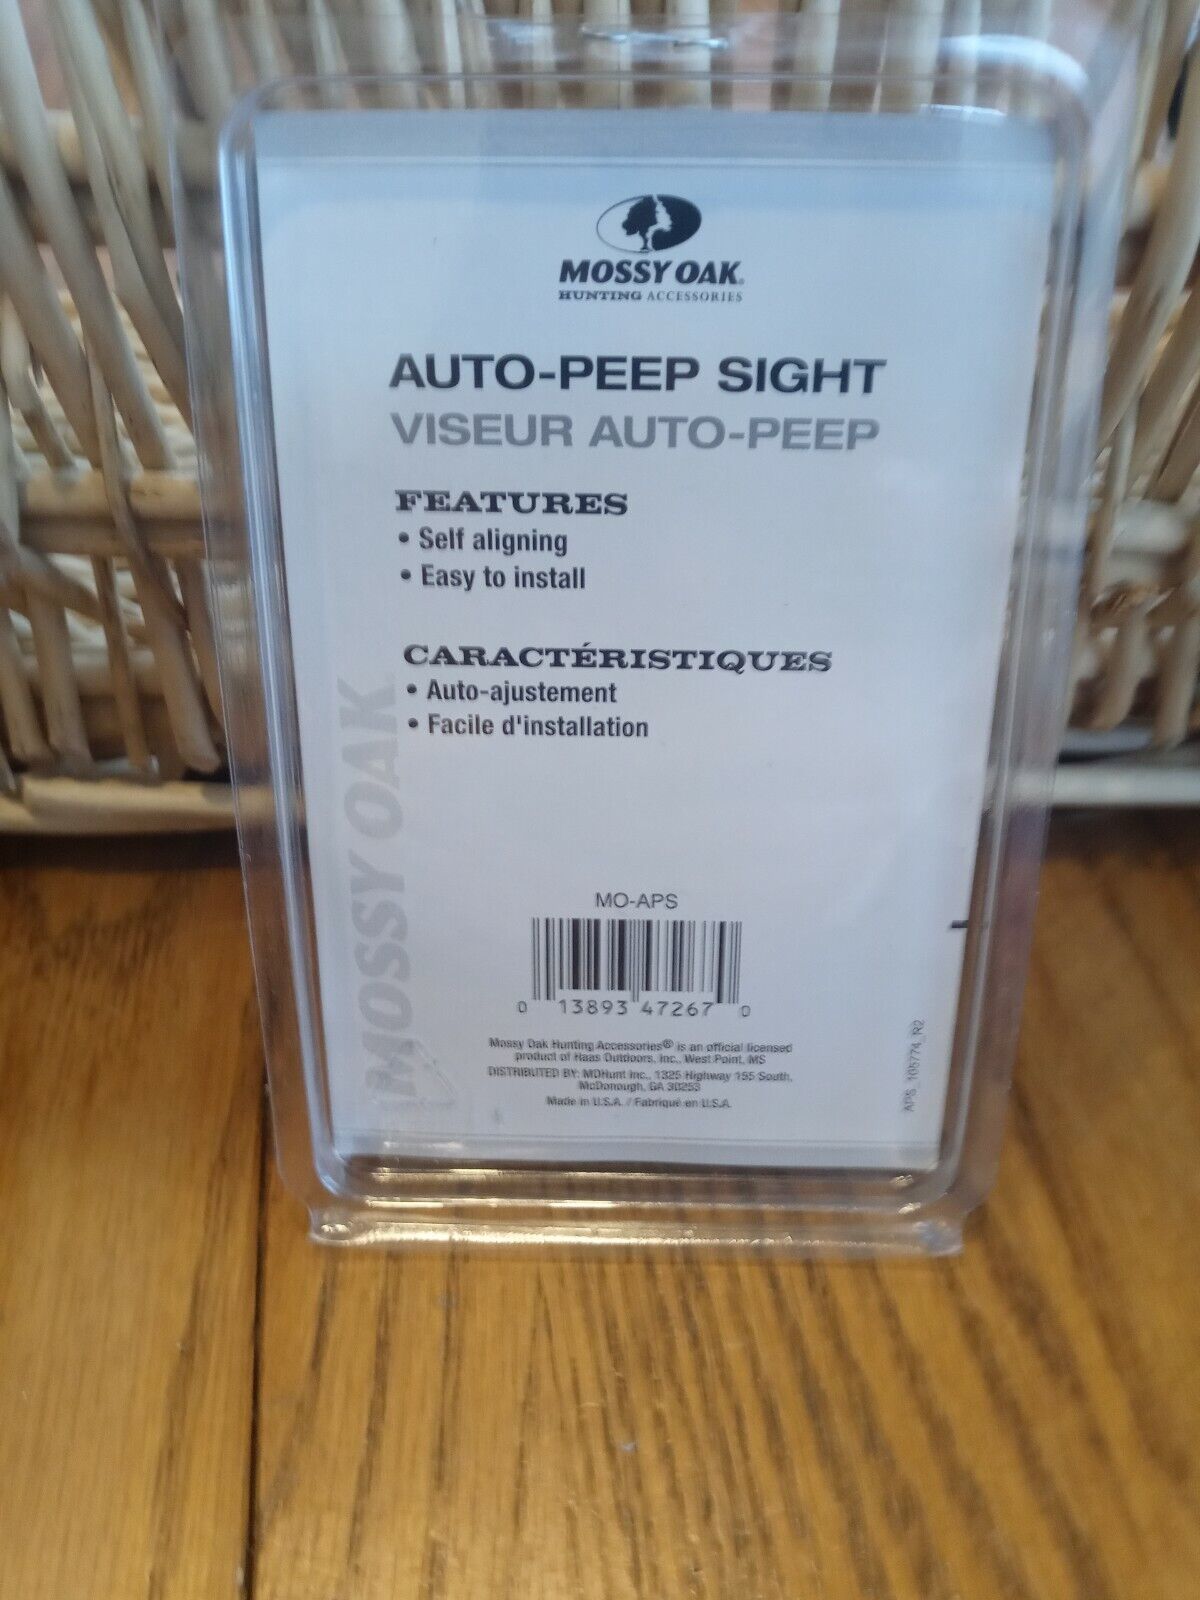 MOSSY OAK®
HUNTING ACCESSORIES
AUTO-PEEP SIGHT
VISEUR AUTO-PEEP
FEATURES
• Self aligning
• Easy to install
CARACTÉRISTIQUES
• Auto-ajustement
• Facile d'installation
MOSSY OAK
MO-APS
0 13893 47267 0
Mossy Oak Hunting Accessories® is an official licensed
product of Haas Outdoors, Inc., West Point, MS
DISTRIBUTED BY: MOHunt Inc., 1325 Highway 155 South,
McDonough, GA 30253
Made in U.S.A. / Fabriqué en U.S.A.
APS_105774_R2